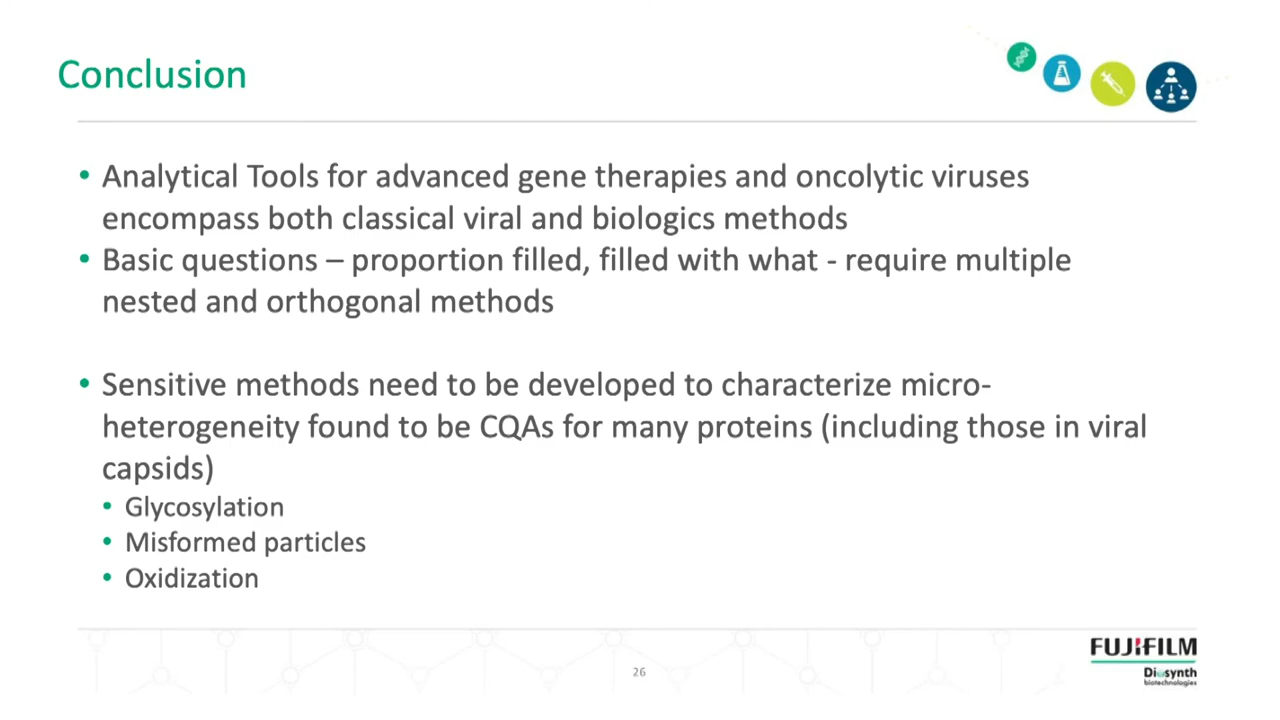 Conclusion
• Analytical Tools for advanced gene therapies and oncolytic viruses
encompass both classical viral and biologics methods
• Basic questions – proportion filled, filled with what - require multiple
nested and orthogonal methods
• Sensitive methods need to be developed to characterize micro-
heterogeneity found to be CQAs for many proteins (including those in viral
capsids)
• Glycosylation
• Misformed particles
• Oxidization
26
FUJIFILM
Diosynth
biotechnologies